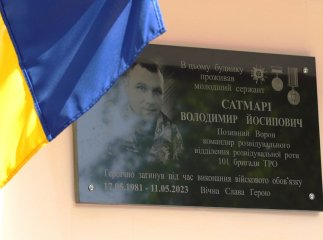 В цьому будинку
проживав
молодший сержант
САТМАРІ
ВОЛОДИМИР ЙОСИПОВИЧ
Позивний Ворон
командир розвідувального
відділення розвідувальної роти
101 бригади ТРО
Героїчно загинув під час виконання військового обов'язку
17.05.1981 - 11.05.2023 Вічна Слава Герою